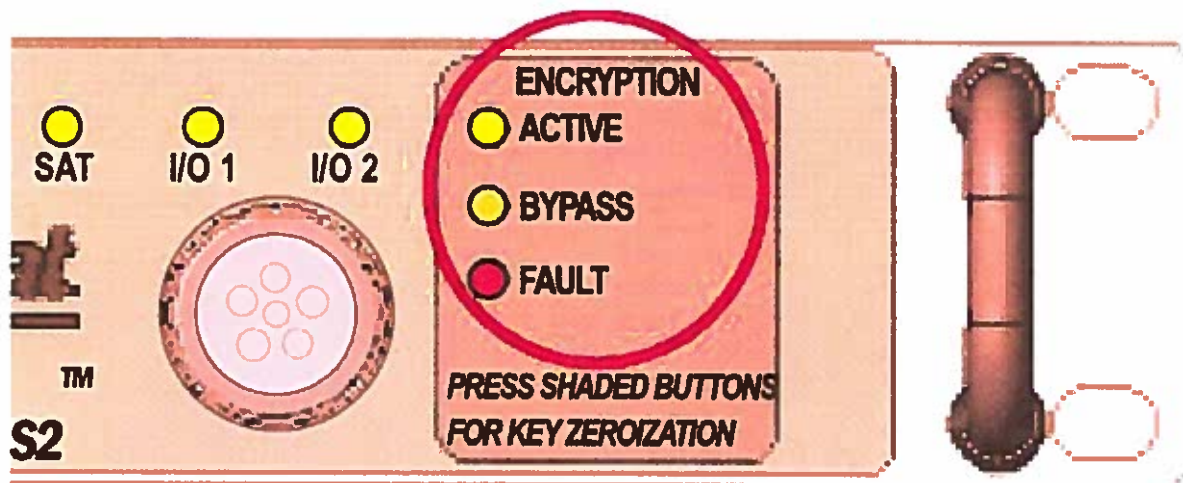 ENCRYPTION
SAT I/O 1 I/O 2 ACTIVE
BYPASS
FAULT
TM
PRESS SHADED BUTTONS
FOR KEY ZEROIZATION
S2